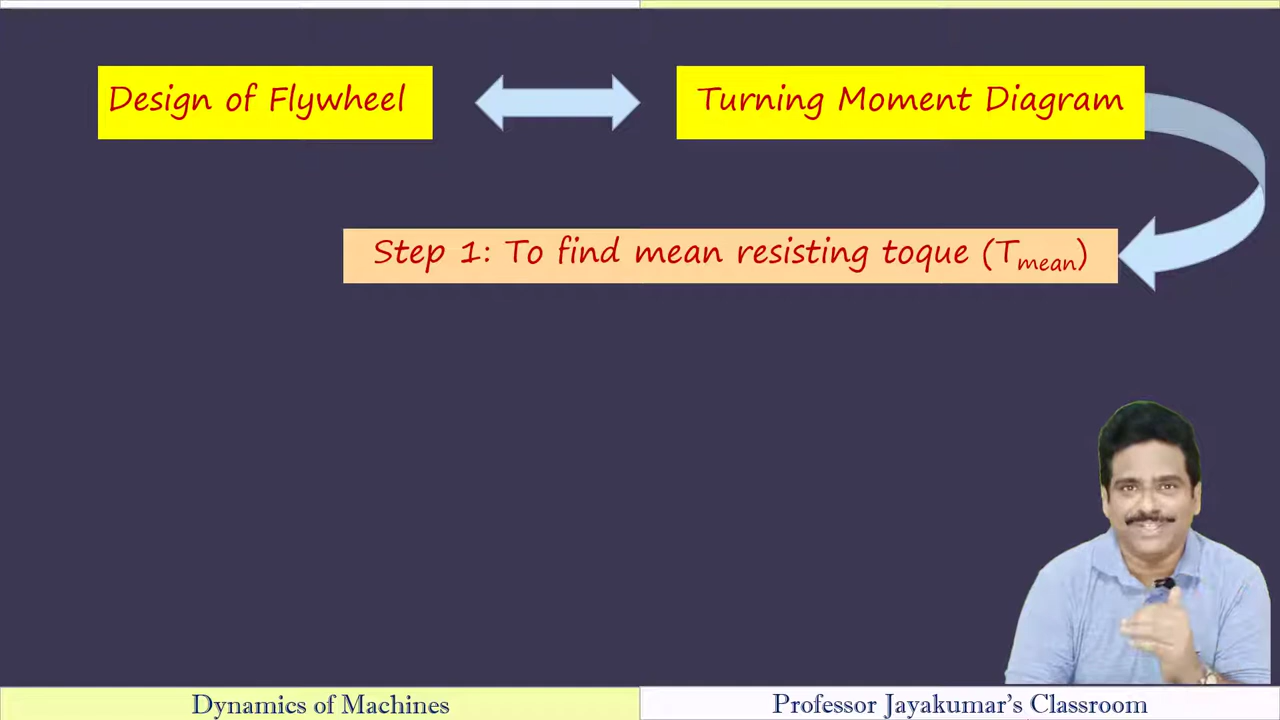 Design of Flywheel
Turning Moment Diagram
Step 1: To find mean resisting toque (Tmean)
Dynamics of Machines
Professor Jayakumar's Classroom